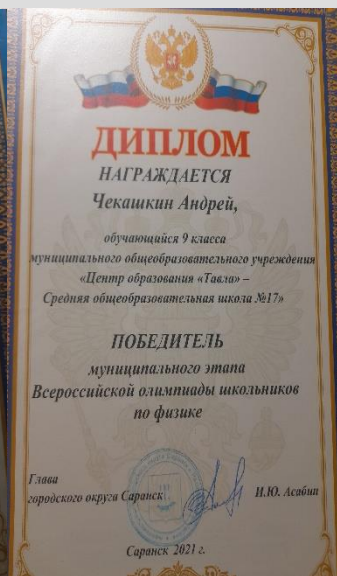 ДИПЛОМ
НАГРАЖДАЕТСЯ
Чекашкин Андрей,
обучающийся 9 класса
муниципального общеобразовательного учреждения
«Центр образования «Тавла» –
Средняя общеобразовательная школа №17»
ПОБЕДИТЕЛЬ
муниципального этапа
Всероссийской олимпиады школьников
по физике
Глава
городского округа Саранск
И.Ю. Асабин
Саранск 2021 г.